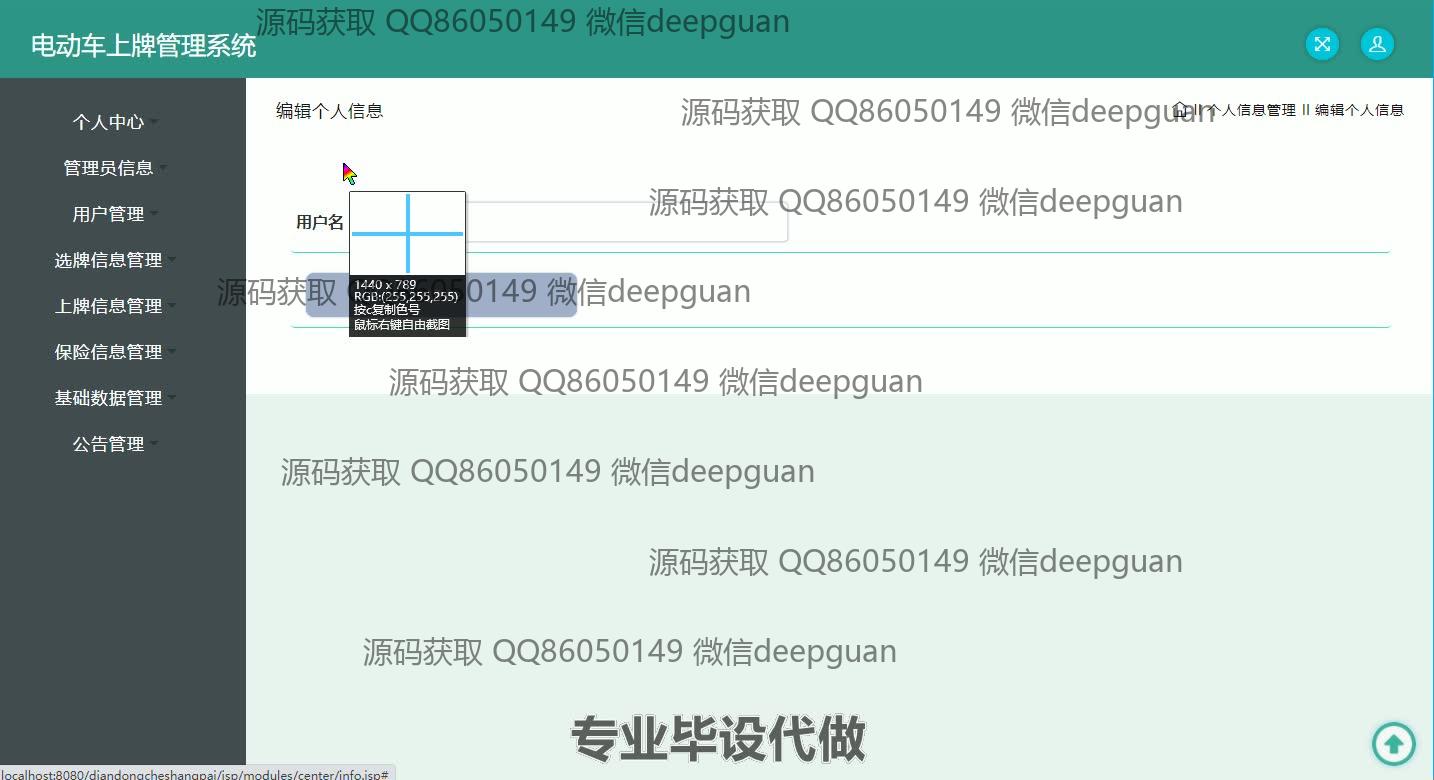 源码获取 QQ86050149 微信deepguan
电动车上牌管理系统
编辑个人信息
源码获取 QQ86050149 微信deepguan
II 个人信息管理 II 编辑个人信息
个人中心
管理员信息
用户管理
选牌信息管理
上牌信息管理
保险信息管理
基础数据管理
公告管理
源码获取 QQ86050149 微信deepguan
用户名
源码获取 QQ86050149 微信deepguan
1440 x 789
RGB:(255,255,255)
按c复制色号
鼠标右键自由截图
源码获取 QQ86050149 微信deepguan
源码获取 QQ86050149 微信deepguan
源码获取 QQ86050149 微信deepguan
源码获取 QQ86050149 微信deepguan
专业毕设代做
localhost:8080/diandongcheshangpai/jsp/modules/center/info.jsp#